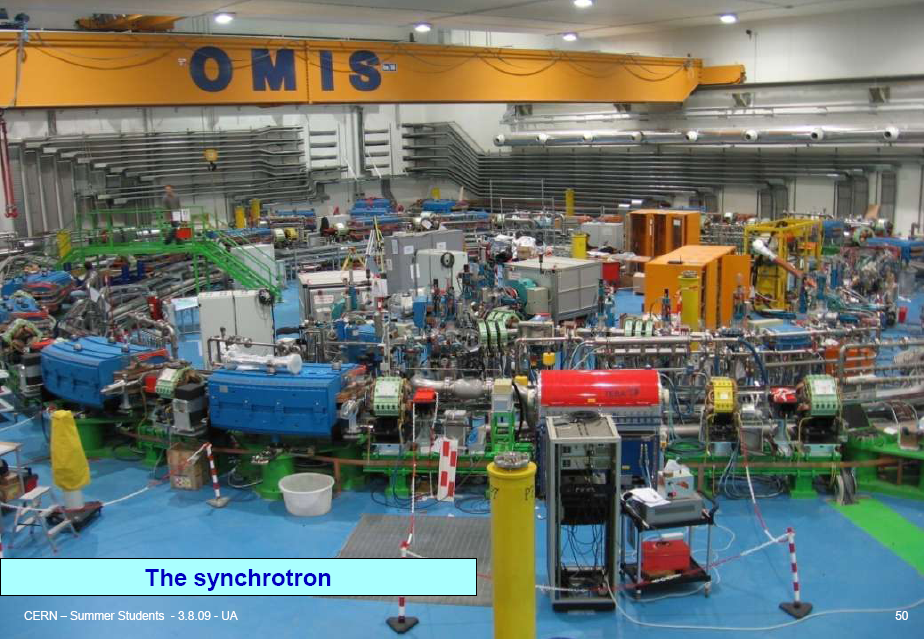 OMIS
The synchrotron
CERN – Summer Students - 3.8.09 - UA
50